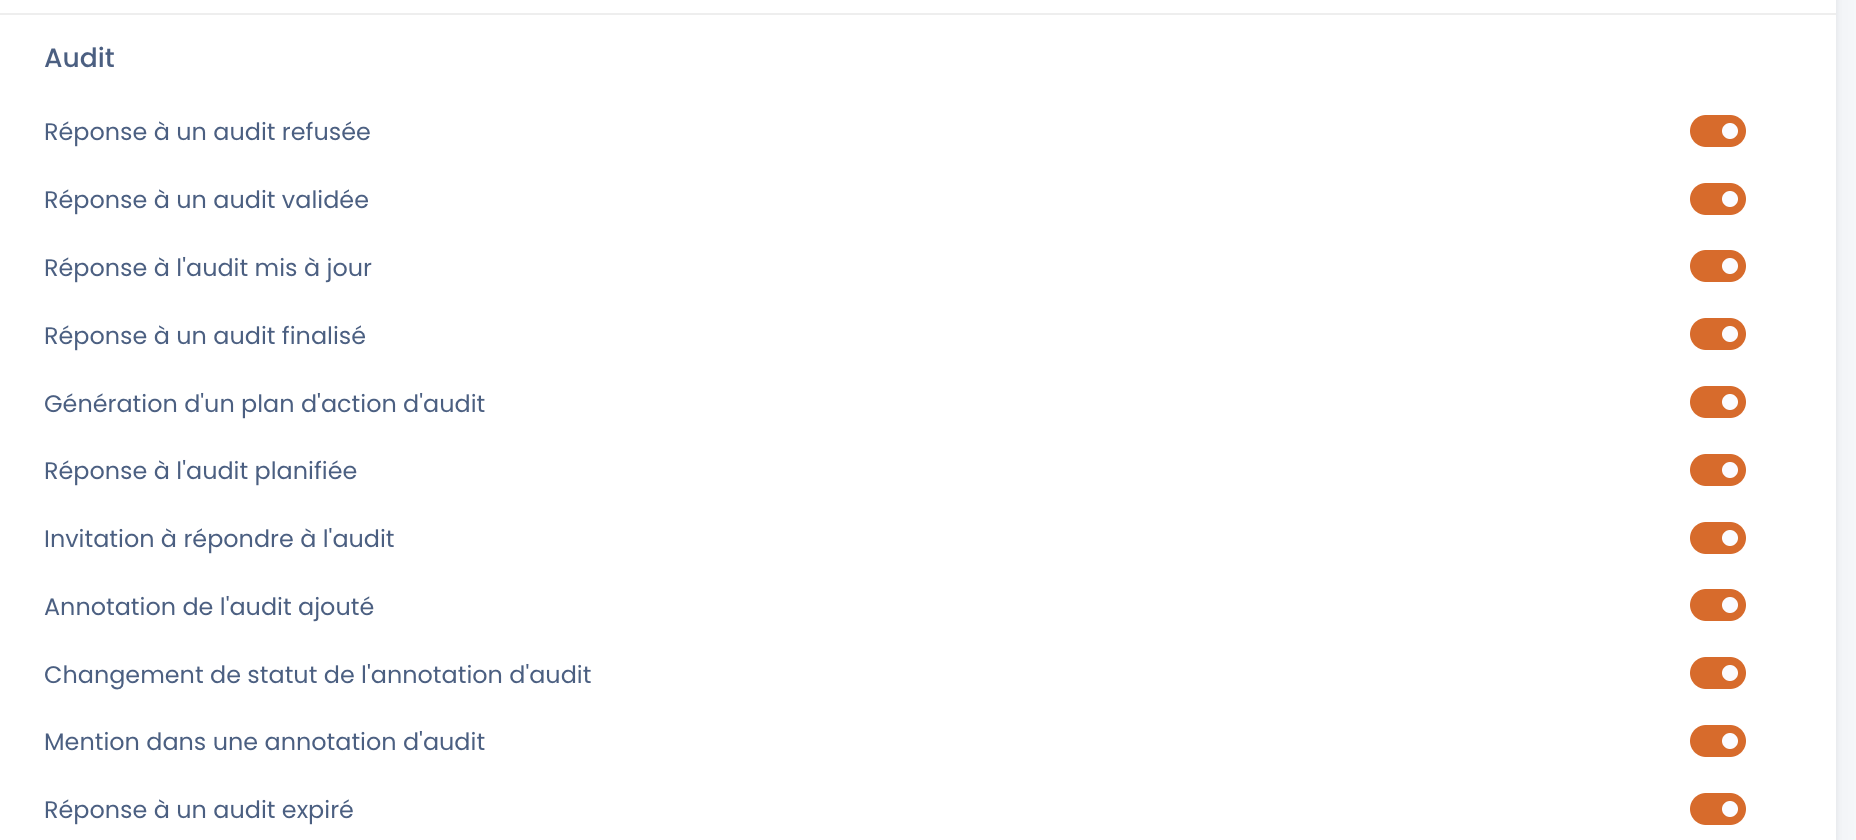 Audit
Réponse à un audit refusée
Réponse à un audit validée
Réponse à l'audit mis à jour
Réponse à un audit finalisé
Génération d'un plan d'action d'audit
Réponse à l'audit planifiée
Invitation à répondre à l'audit
Annotation de l'audit ajouté
Changement de statut de l'annotation d'audit
Mention dans une annotation d'audit
Réponse à un audit expiré